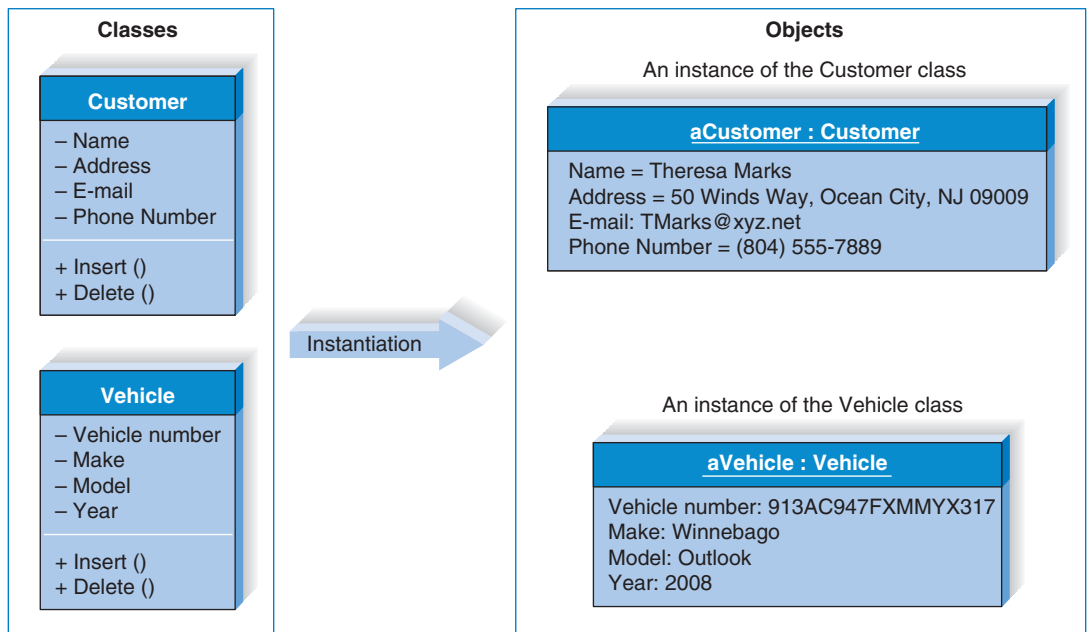 Classes
Customer
– Name
– Address
– E-mail
– Phone Number
+ Insert ()
+ Delete ()
Vehicle
– Vehicle number
– Make
– Model
– Year
+ Insert ()
+ Delete ()
Instantiation
Objects
An instance of the Customer class
aCustomer : Customer
Name = Theresa Marks
Address = 50 Winds Way, Ocean City, NJ 09009
E-mail: TMarks@xyz.net
Phone Number = (804) 555-7889
An instance of the Vehicle class
aVehicle : Vehicle
Vehicle number: 913AC947FXMMYX317
Make: Winnebago
Model: Outlook
Year: 2008